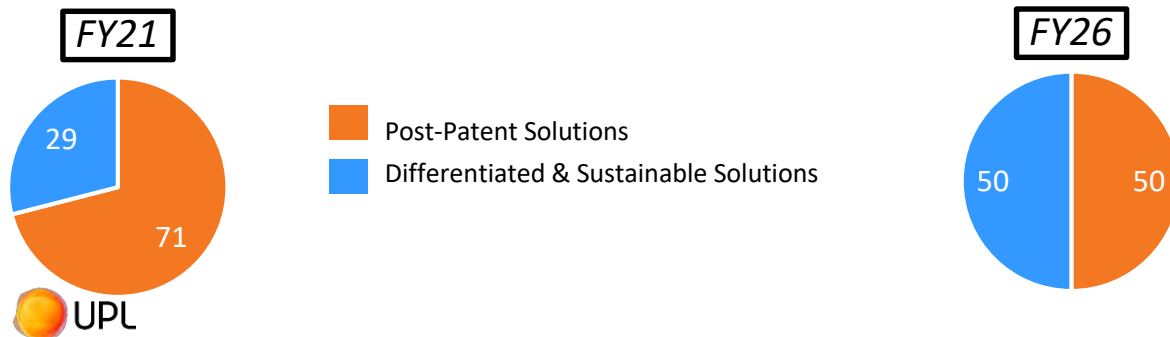 FY21
FY26
29
71
Post-Patent Solutions
Differentiated & Sustainable Solutions
50
50
UPL